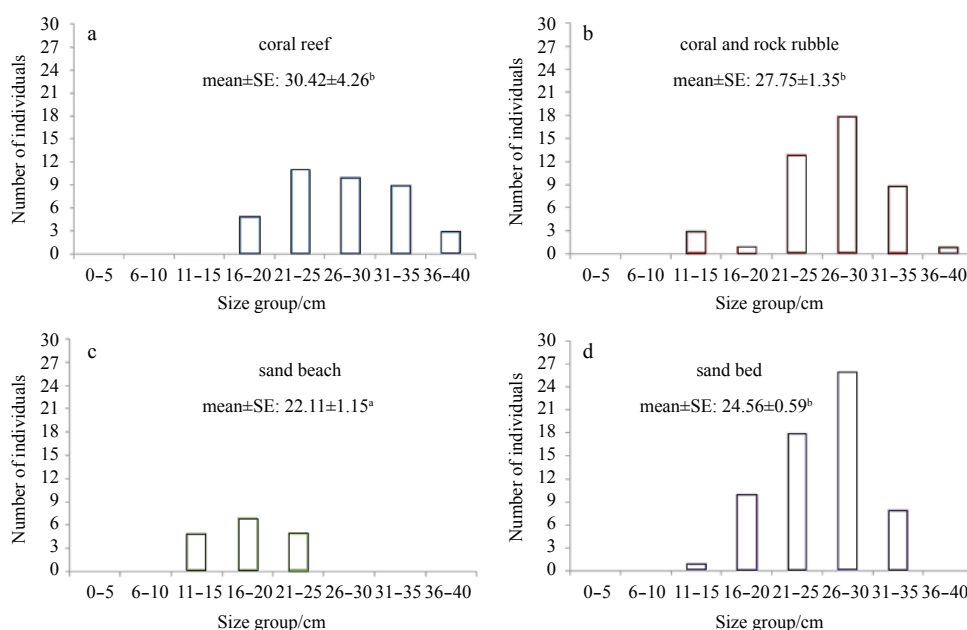 a
coral reef
mean±SE: 30.42±4.26ᵇ
Number of individuals
30
27
24
21
18
15
12
9
6
3
0
0–5 6–10 11–15 16–20 21–25 26–30 31–35 36–40
Size group/cm
b
coral and rock rubble
mean±SE: 27.75±1.35ᵇ
Number of individuals
30
27
24
21
18
15
12
9
6
3
0
0–5 6–10 11–15 16–20 21–25 26–30 31–35 36–40
Size group/cm
c
sand beach
mean±SE: 22.11±1.15ᵃ
Number of individuals
30
27
24
21
18
15
12
9
6
3
0
0–5 6–10 11–15 16–20 21–25 26–30 31–35 36–40
Size group/cm
d
sand bed
mean±SE: 24.56±0.59ᵇ
Number of individuals
30
27
24
21
18
15
12
9
6
3
0
0–5 6–10 11–15 16–20 21–25 26–30 31–35 36–40
Size group/cm